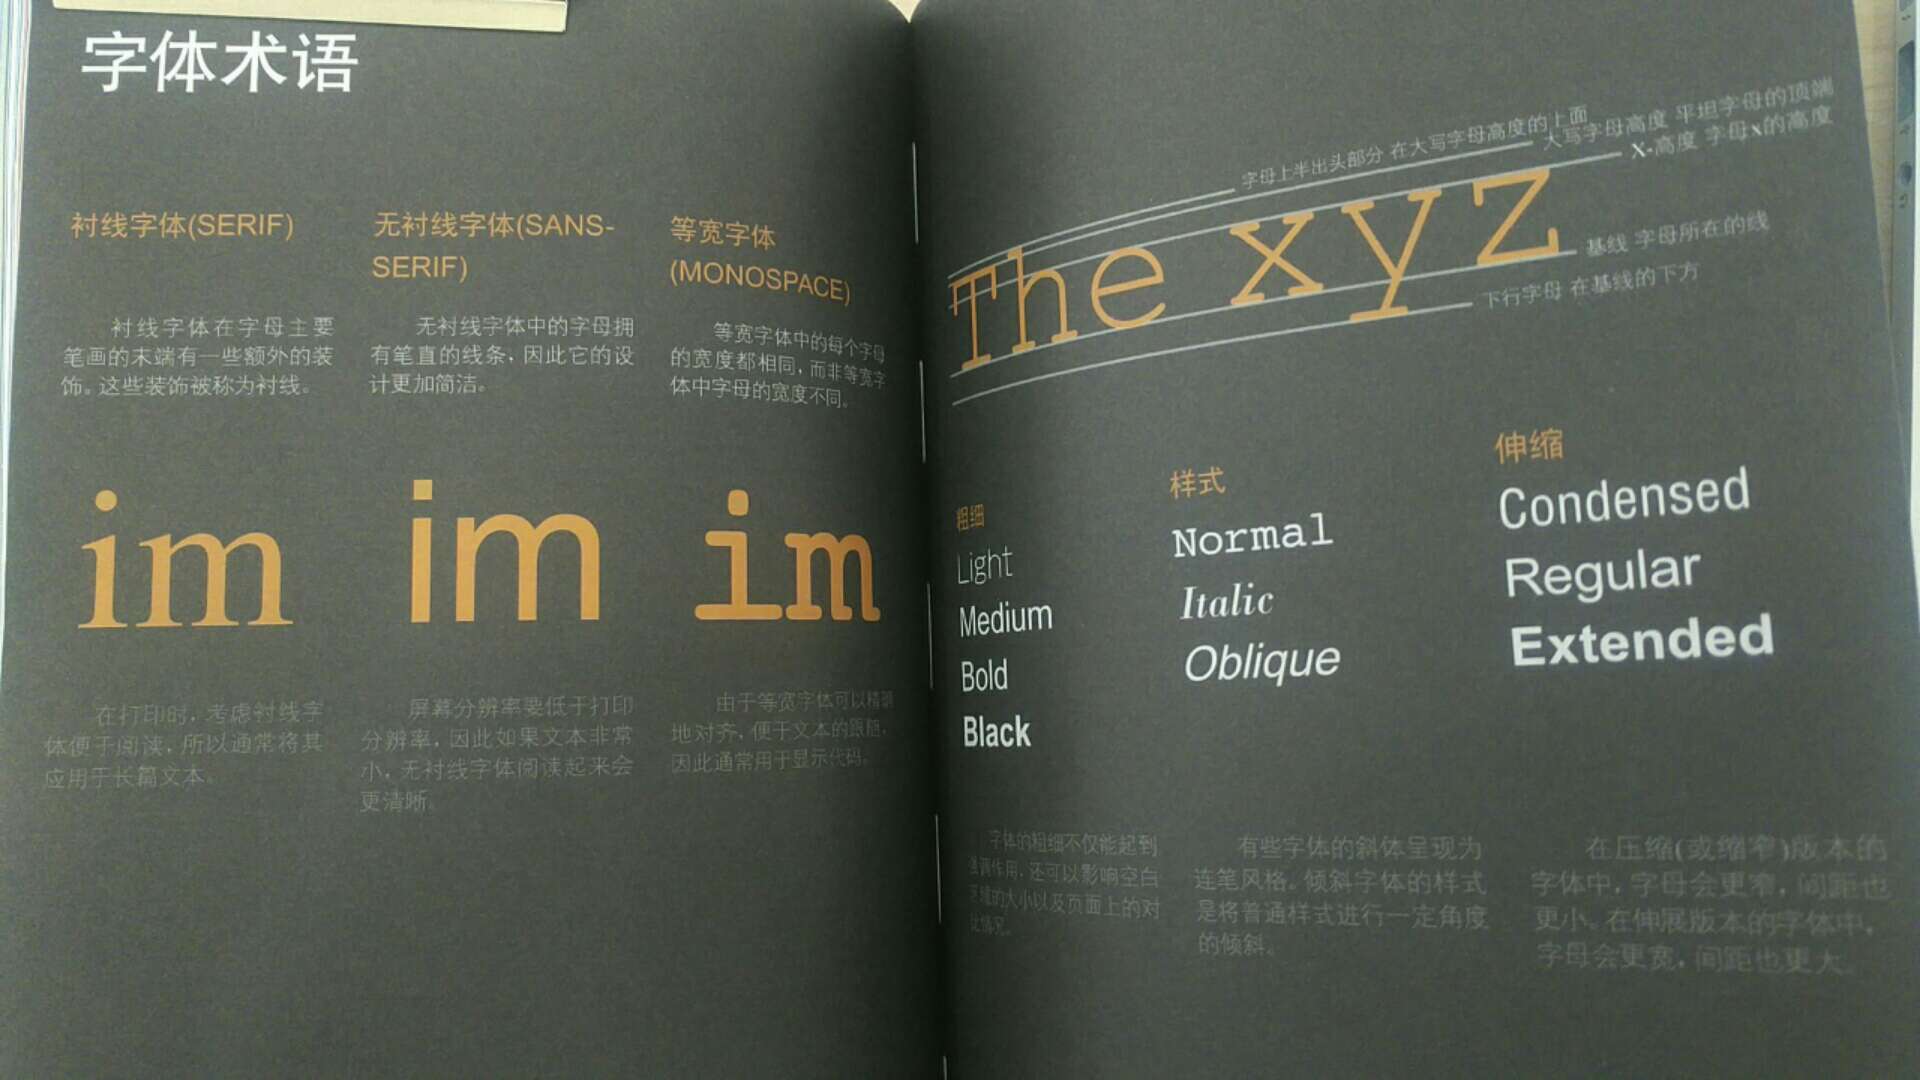 字体术语
衬线字体(SERIF)
衬线字体在字母主要
笔画的末端有一些额外的装
饰。这些装饰被称为衬线。
im
在打印时，考虑衬线字
体便于阅读，所以通常将其
应用于长篇文本。
无衬线字体(SANS-
SERIF)
无衬线字体中的字母拥
有笔直的线条，因此它的设
计更加简洁。
im
屏幕分辨率要低于打印
分辨率，因此如果文本非常
小，无衬线字体阅读起来会
更清晰。
等宽字体
(MONOSPACE)
等宽字体中的每个字母
的宽度都相同，而非等宽字
体中字母的宽度不同。
im
由于等宽字体可以精确
地对齐，便于文本的跟随，
因此通常用于显示代码。
字母上半出头部分 在大写字母高度的上面
大写字母高度 平坦字母的顶端
X-高度 字母x的高度
The xyz
基线 字母所在的线
下行字母 在基线的下方
粗细
Light
Medium
Bold
Black
字体的粗细不仅能起到
强调作用，还可以影响空白
区域的大小以及页面上的对
比情况。
样式
Normal
Italic
Oblique
有些字体的斜体呈现为
连笔风格。倾斜字体的样式
是将普通样式进行一定角度
的倾斜。
伸缩
Condensed
Regular
Extended
在压缩(或缩窄)版本的
字体中，字母会更窄，间距也
更小。在伸展版本的字体中，
字母会更宽，间距也更大。